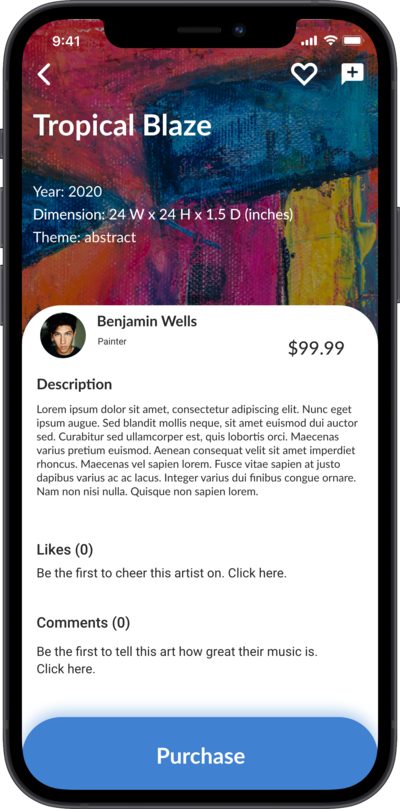 9:41
Tropical Blaze
Year: 2020
Dimension: 24 W x 24 H x 1.5 D (inches)
Theme: abstract
Benjamin Wells
Painter
$99.99
Description
Lorem ipsum dolor sit amet, consectetur adipiscing elit. Nunc eget
ipsum augue. Sed blandit mollis neque, sit amet euismod dui auctor
sed. Curabitur sed ullamcorper est, quis lobortis orci. Maecenas
varius pretium euismod. Aenean consequat velit sit amet imperdiet
rhoncus. Maecenas vel sapien lorem. Fusce vitae sapien at justo
dapibus varius ac ac lacus. Integer varius dui finibus congue ornare.
Nam non nisi nulla. Quisque non sapien lorem.
Likes (0)
Be the first to cheer this artist on. Click here.
Comments (0)
Be the first to tell this art how great their music is.
Click here.
Purchase